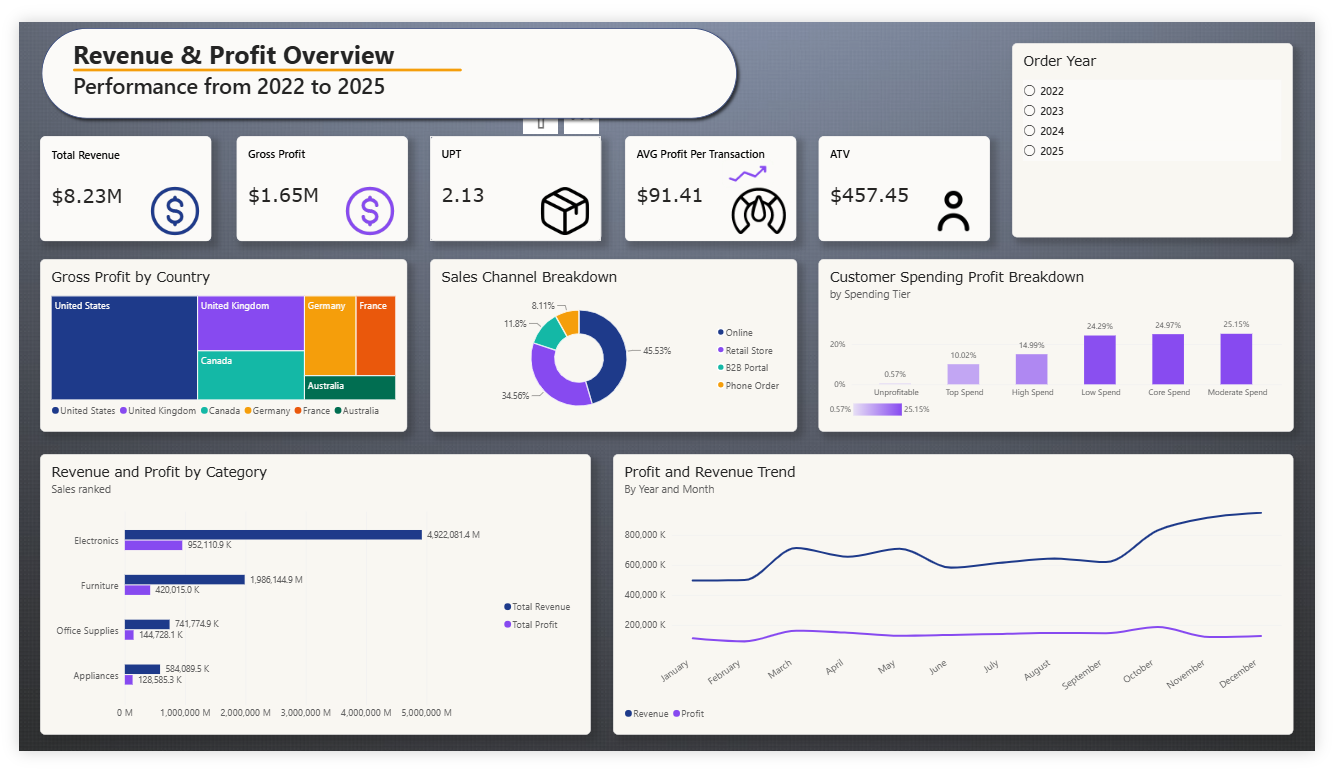 Revenue & Profit Overview
Performance from 2022 to 2025
Order Year
2022
2023
2024
2025
Total Revenue
$8.23M
Gross Profit
$1.65M
UPT
2.13
AVG Profit Per Transaction
$91.41
ATV
$457.45
Gross Profit by Country
United States
United Kingdom
Canada
Germany
France
Australia
United States United Kingdom Canada Germany France Australia
Sales Channel Breakdown
8.11%
11.8%
45.53%
34.56%
Online
Retail Store
B2B Portal
Phone Order
Customer Spending Profit Breakdown
by Spending Tier
20%
0%
0.57%
10.02%
14.99%
24.29%
24.97%
25.15%
Unprofitable Top Spend High Spend Low Spend Core Spend Moderate Spend
0.57% 25.15%
Revenue and Profit by Category
Sales ranked
Electronics
4,922,081.4 M
952,110.9 K
Furniture
1,986,144.9 M
420,015.0 K
Office Supplies
741,774.9 K
144,728.1 K
Appliances
584,089.5 K
128,585.3 K
0 M 1,000,000 M 2,000,000 M 3,000,000 M 4,000,000 M 5,000,000 M
Total Revenue
Total Profit
Profit and Revenue Trend
By Year and Month
800,000 K
600,000 K
400,000 K
200,000 K
January February March April May June July August September October November December
Revenue Profit